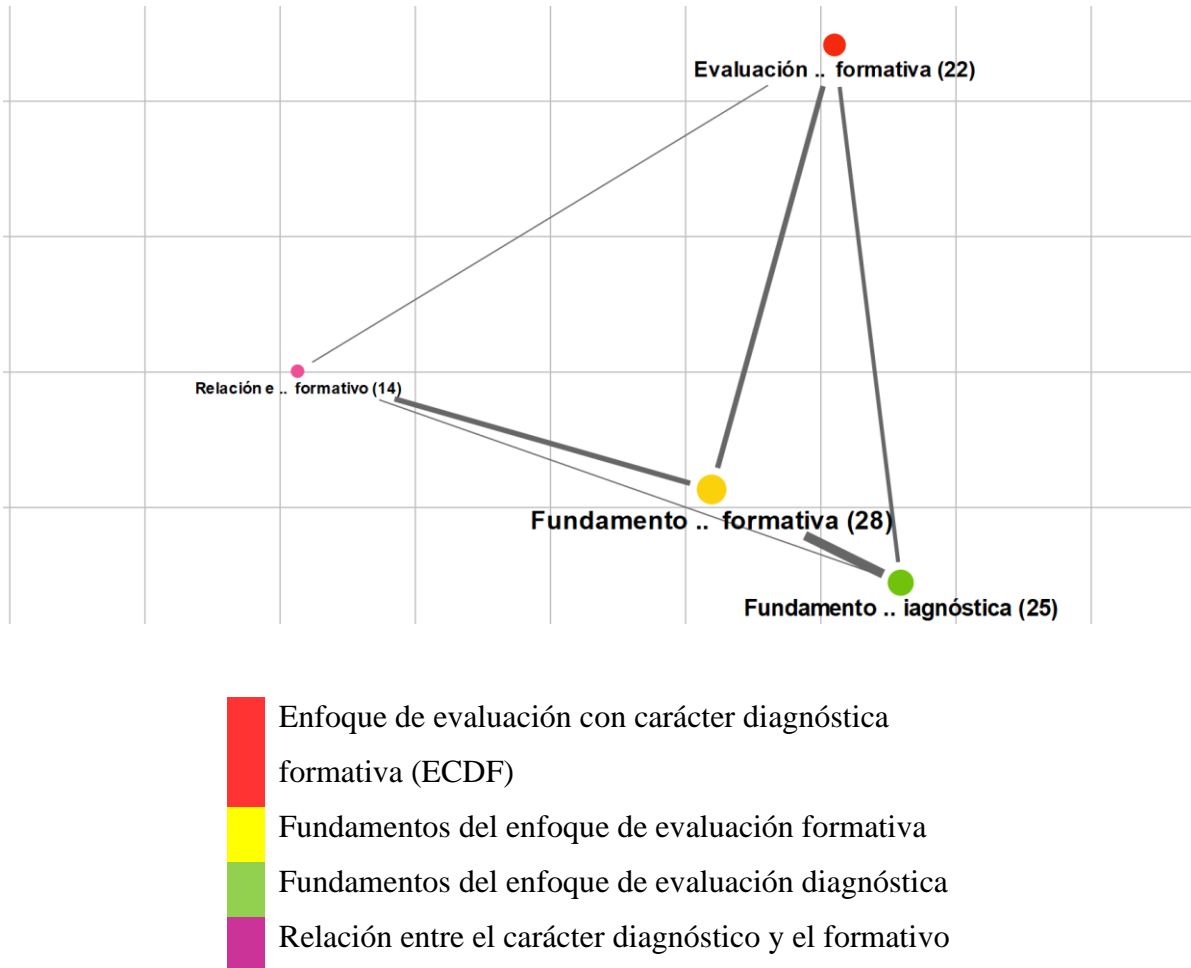 Evaluación .. formativa (22)
Relación e .. formativo (14)
Fundamento .. formativa (28)
Fundamento .. iagnóstica (25)
Enfoque de evaluación con carácter diagnóstica
formativa (ECDF)
Fundamentos del enfoque de evaluación formativa
Fundamentos del enfoque de evaluación diagnóstica
Relación entre el carácter diagnóstico y el formativo